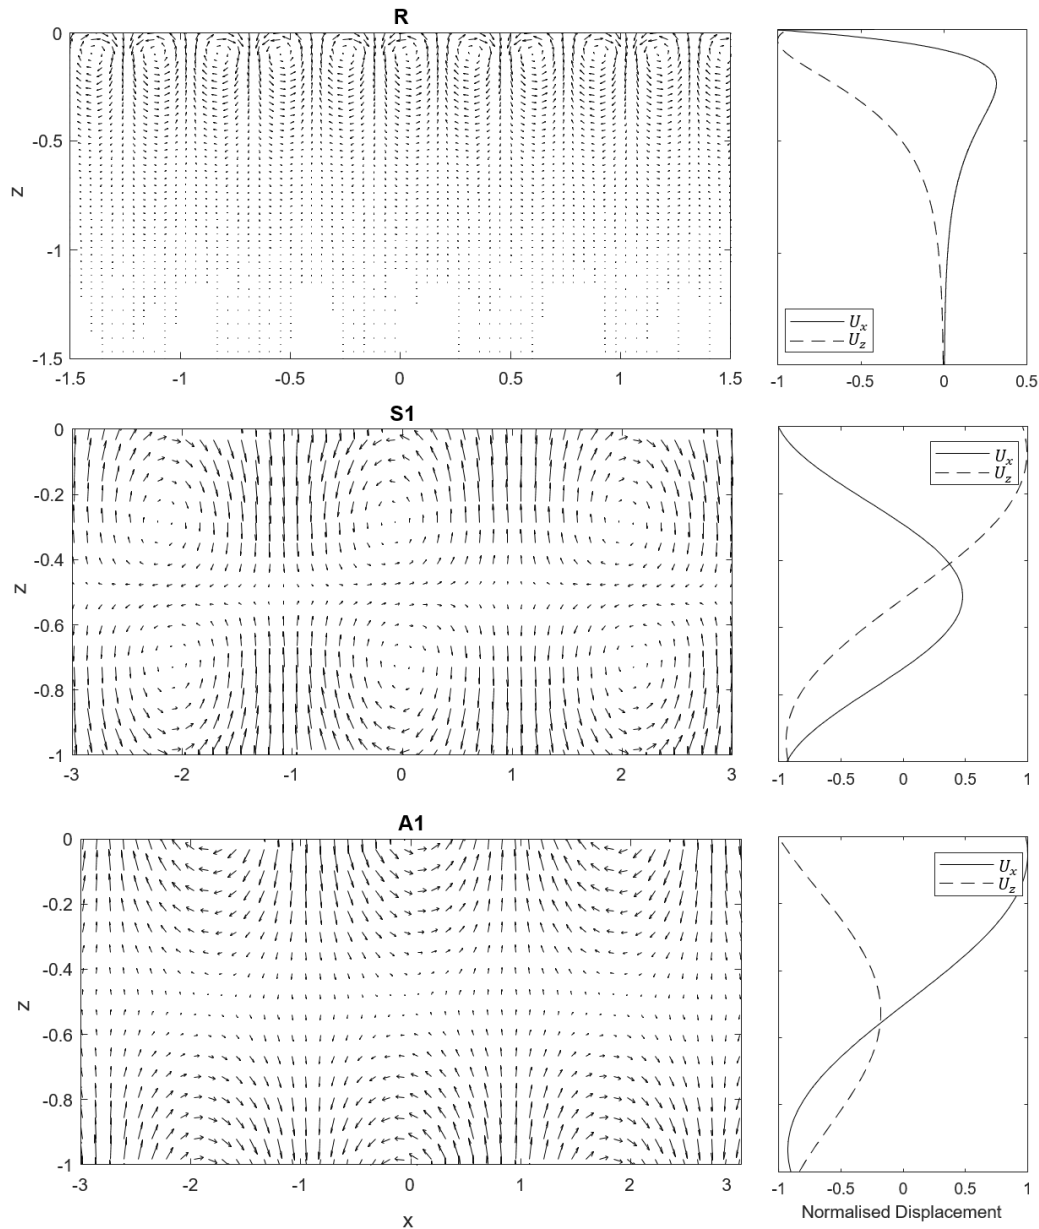 R
0
-0.5
z
-1
-1.5
-1.5 -1 -0.5 0 0.5 1 1.5
U_x
U_z
-1 -0.5 0 0.5
S1
0
-0.2
-0.4
z
-0.6
-0.8
-1
-3 -2 -1 0 1 2 3
U_x
U_z
-1 -0.5 0 0.5 1
A1
0
-0.2
-0.4
z
-0.6
-0.8
-1
-3 -2 -1 0 1 2 3
x
U_x
U_z
-1 -0.5 0 0.5 1
Normalised Displacement